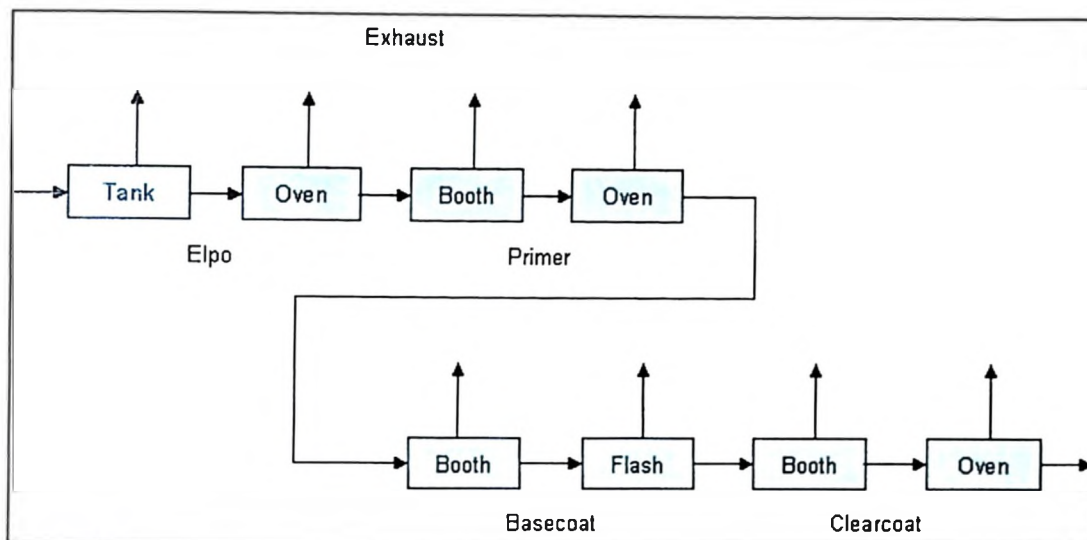 Exhaust
Tank
Oven
Booth
Oven
Elpo
Primer
Booth
Flash
Booth
Oven
Basecoat
Clearcoat